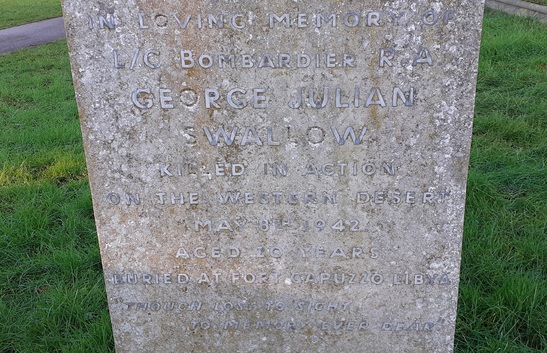 IN LOVING MEMORY OF
L/C BOMBARDIER R.A
GEORGE JULIAN
SWALLOW
KILLED IN ACTION
ON THE WESTERN DESERT
MAY 8TH 1942
AGED 20 YEARS
BURIED AT FORT CAPUZZO LIBYA
THOUGH LOST TO SIGHT
TO MEMORY EVER DEAR